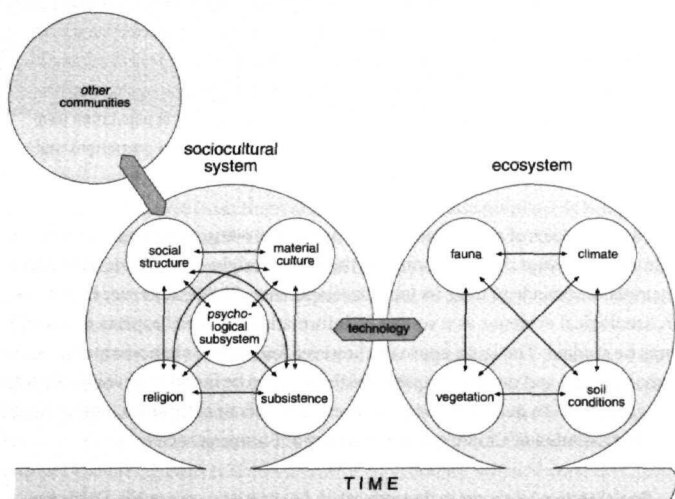 other
communities
sociocultural
system
ecosystem
social
structure
material
culture
psycho-
logical
subsystem
religion
subsistence
technology
fauna
climate
vegetation
soil
conditions
TIME